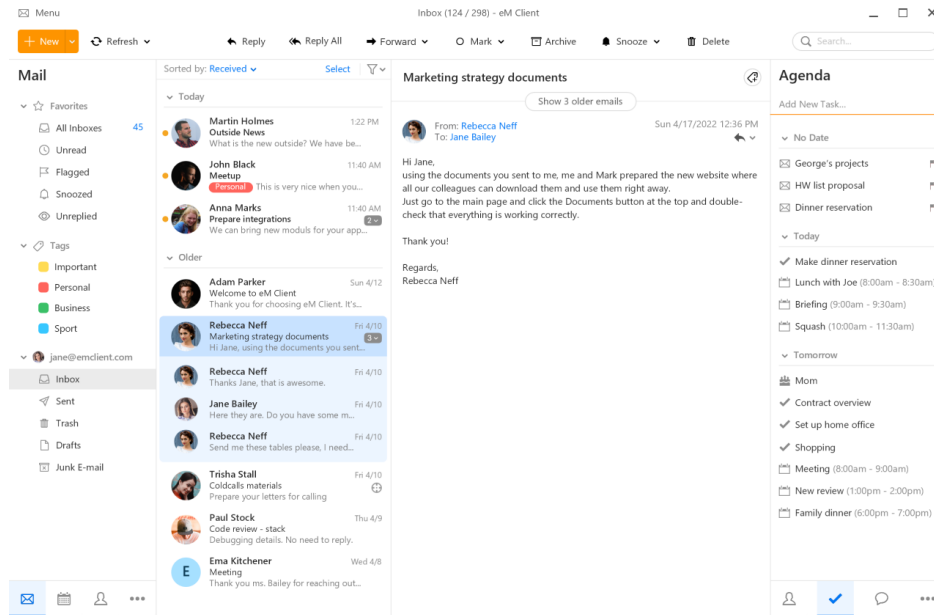 Menu
Inbox (124 / 298) - eM Client
New
Refresh
Reply
Reply All
Forward
Mark
Archive
Snooze
Delete
Search...
Mail
Favorites
All Inboxes 45
Unread
Flagged
Snoozed
Unreplied
Tags
Important
Personal
Business
Sport
jane@emclient.com
Inbox
Sent
Trash
Drafts
Junk E-mail
Sorted by: Received
Select
Today
Martin Holmes 1:22 PM
Outside News
What is the new outside? We have be...
John Black 11:40 AM
Meetup
Personal This is very nice when you...
Anna Marks 11:40 AM
Prepare integrations 2
We can bring new moduls for your app...
Older
Adam Parker Sun 4/12
Welcome to eM Client
Thank you for choosing eM Client. It's...
Rebecca Neff Fri 4/10
Marketing strategy documents 3
Hi Jane, using the documents you sent...
Rebecca Neff Fri 4/10
Thanks Jane, that is awesome.
Jane Bailey Fri 4/10
Here they are. Do you have some m...
Rebecca Neff Fri 4/10
Send me these tables please, I need...
Trisha Stall Fri 4/10
Coldcalls materials
Prepare your letters for calling
Paul Stock Thu 4/9
Code review - stack
Debugging details. No need to reply.
E
Ema Kitchener Wed 4/8
Meeting
Thank you ms. Bailey for reaching out...
Marketing strategy documents
Show 3 older emails
From: Rebecca Neff Sun 4/17/2022 12:36 PM
To: Jane Bailey
Hi Jane,
using the documents you sent to me, me and Mark prepared the new website where
all our colleagues can download them and use them right away.
Just go to the main page and click the Documents button at the top and double-
check that everything is working correctly.
Thank you!
Regards,
Rebecca Neff
Agenda
Add New Task...
No Date
George's projects
HW list proposal
Dinner reservation
Today
Make dinner reservation
Lunch with Joe (8:00am - 8:30am)
Briefing (9:00am - 9:30am)
Squash (10:00am - 11:30am)
Tomorrow
Mom
Contract overview
Set up home office
Shopping
Meeting (8:00am - 9:00am)
New review (1:00pm - 2:00pm)
Family dinner (6:00pm - 7:00pm)